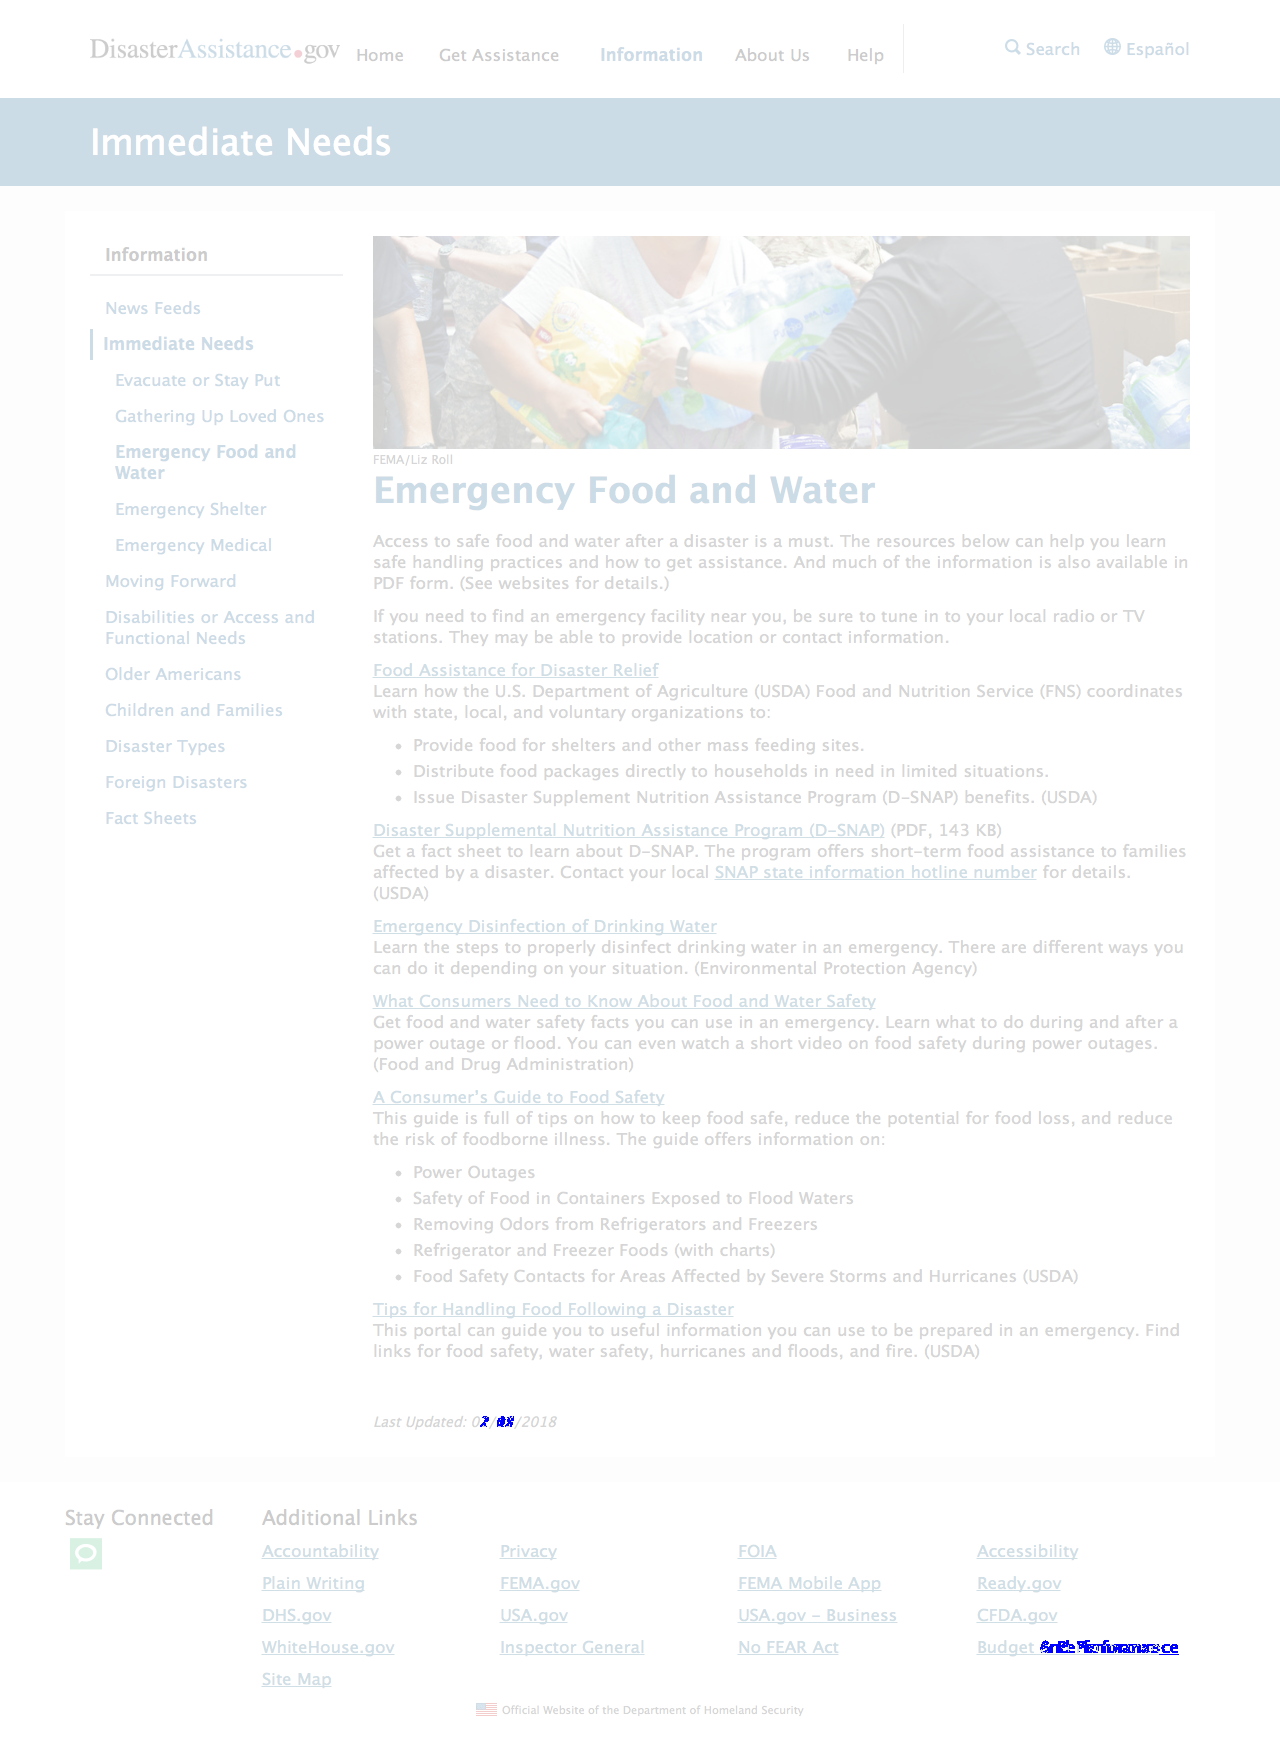 DisasterAssistance.gov Home Get Assistance Information About Us Help Search Español
Immediate Needs
Information
News Feeds
Immediate Needs
Evacuate or Stay Put
Gathering Up Loved Ones
Emergency Food and
Water
Emergency Shelter
Emergency Medical
Moving Forward
Disabilities or Access and
Functional Needs
Older Americans
Children and Families
Disaster Types
Foreign Disasters
Fact Sheets
FEMA/Liz Roll
Emergency Food and Water
Access to safe food and water after a disaster is a must. The resources below can help you learn
safe handling practices and how to get assistance. And much of the information is also available in
PDF form. (See websites for details.)
If you need to find an emergency facility near you, be sure to tune in to your local radio or TV
stations. They may be able to provide location or contact information.
Food Assistance for Disaster Relief
Learn how the U.S. Department of Agriculture (USDA) Food and Nutrition Service (FNS) coordinates
with state, local, and voluntary organizations to:
• Provide food for shelters and other mass feeding sites.
• Distribute food packages directly to households in need in limited situations.
• Issue Disaster Supplement Nutrition Assistance Program (D-SNAP) benefits. (USDA)
Disaster Supplemental Nutrition Assistance Program (D-SNAP) (PDF, 143 KB)
Get a fact sheet to learn about D-SNAP. The program offers short-term food assistance to families
affected by a disaster. Contact your local SNAP state information hotline number for details.
(USDA)
Emergency Disinfection of Drinking Water
Learn the steps to properly disinfect drinking water in an emergency. There are different ways you
can do it depending on your situation. (Environmental Protection Agency)
What Consumers Need to Know About Food and Water Safety
Get food and water safety facts you can use in an emergency. Learn what to do during and after a
power outage or flood. You can even watch a short video on food safety during power outages.
(Food and Drug Administration)
A Consumer's Guide to Food Safety
This guide is full of tips on how to keep food safe, reduce the potential for food loss, and reduce
the risk of foodborne illness. The guide offers information on:
• Power Outages
• Safety of Food in Containers Exposed to Flood Waters
• Removing Odors from Refrigerators and Freezers
• Refrigerator and Freezer Foods (with charts)
• Food Safety Contacts for Areas Affected by Severe Storms and Hurricanes (USDA)
Tips for Handling Food Following a Disaster
This portal can guide you to useful information you can use to be prepared in an emergency. Find
links for food safety, water safety, hurricanes and floods, and fire. (USDA)
Last Updated: /2018
Stay Connected Additional Links
Accountability Privacy FOIA Accessibility
Plain Writing FEMA.gov FEMA Mobile App Ready.gov
DHS.gov USA.gov USA.gov - Business CFDA.gov
WhiteHouse.gov Inspector General No FEAR Act Budget
Site Map
Official Website of the Department of Homeland Security